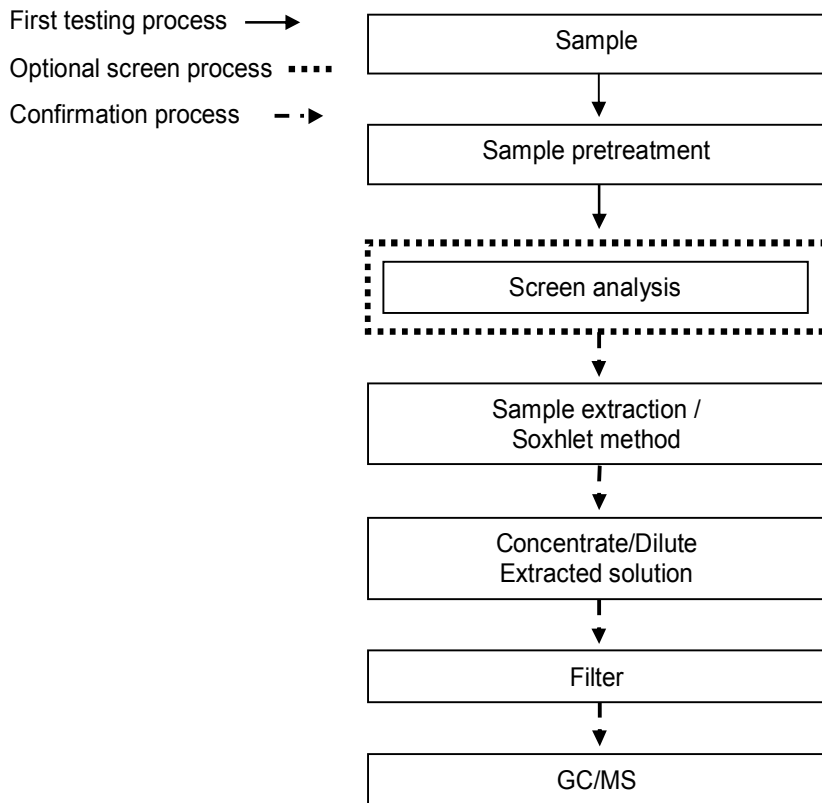 First testing process
Optional screen process
Confirmation process
Sample
Sample pretreatment
Screen analysis
Sample extraction /
Soxhlet method
Concentrate/Dilute
Extracted solution
Filter
GC/MS